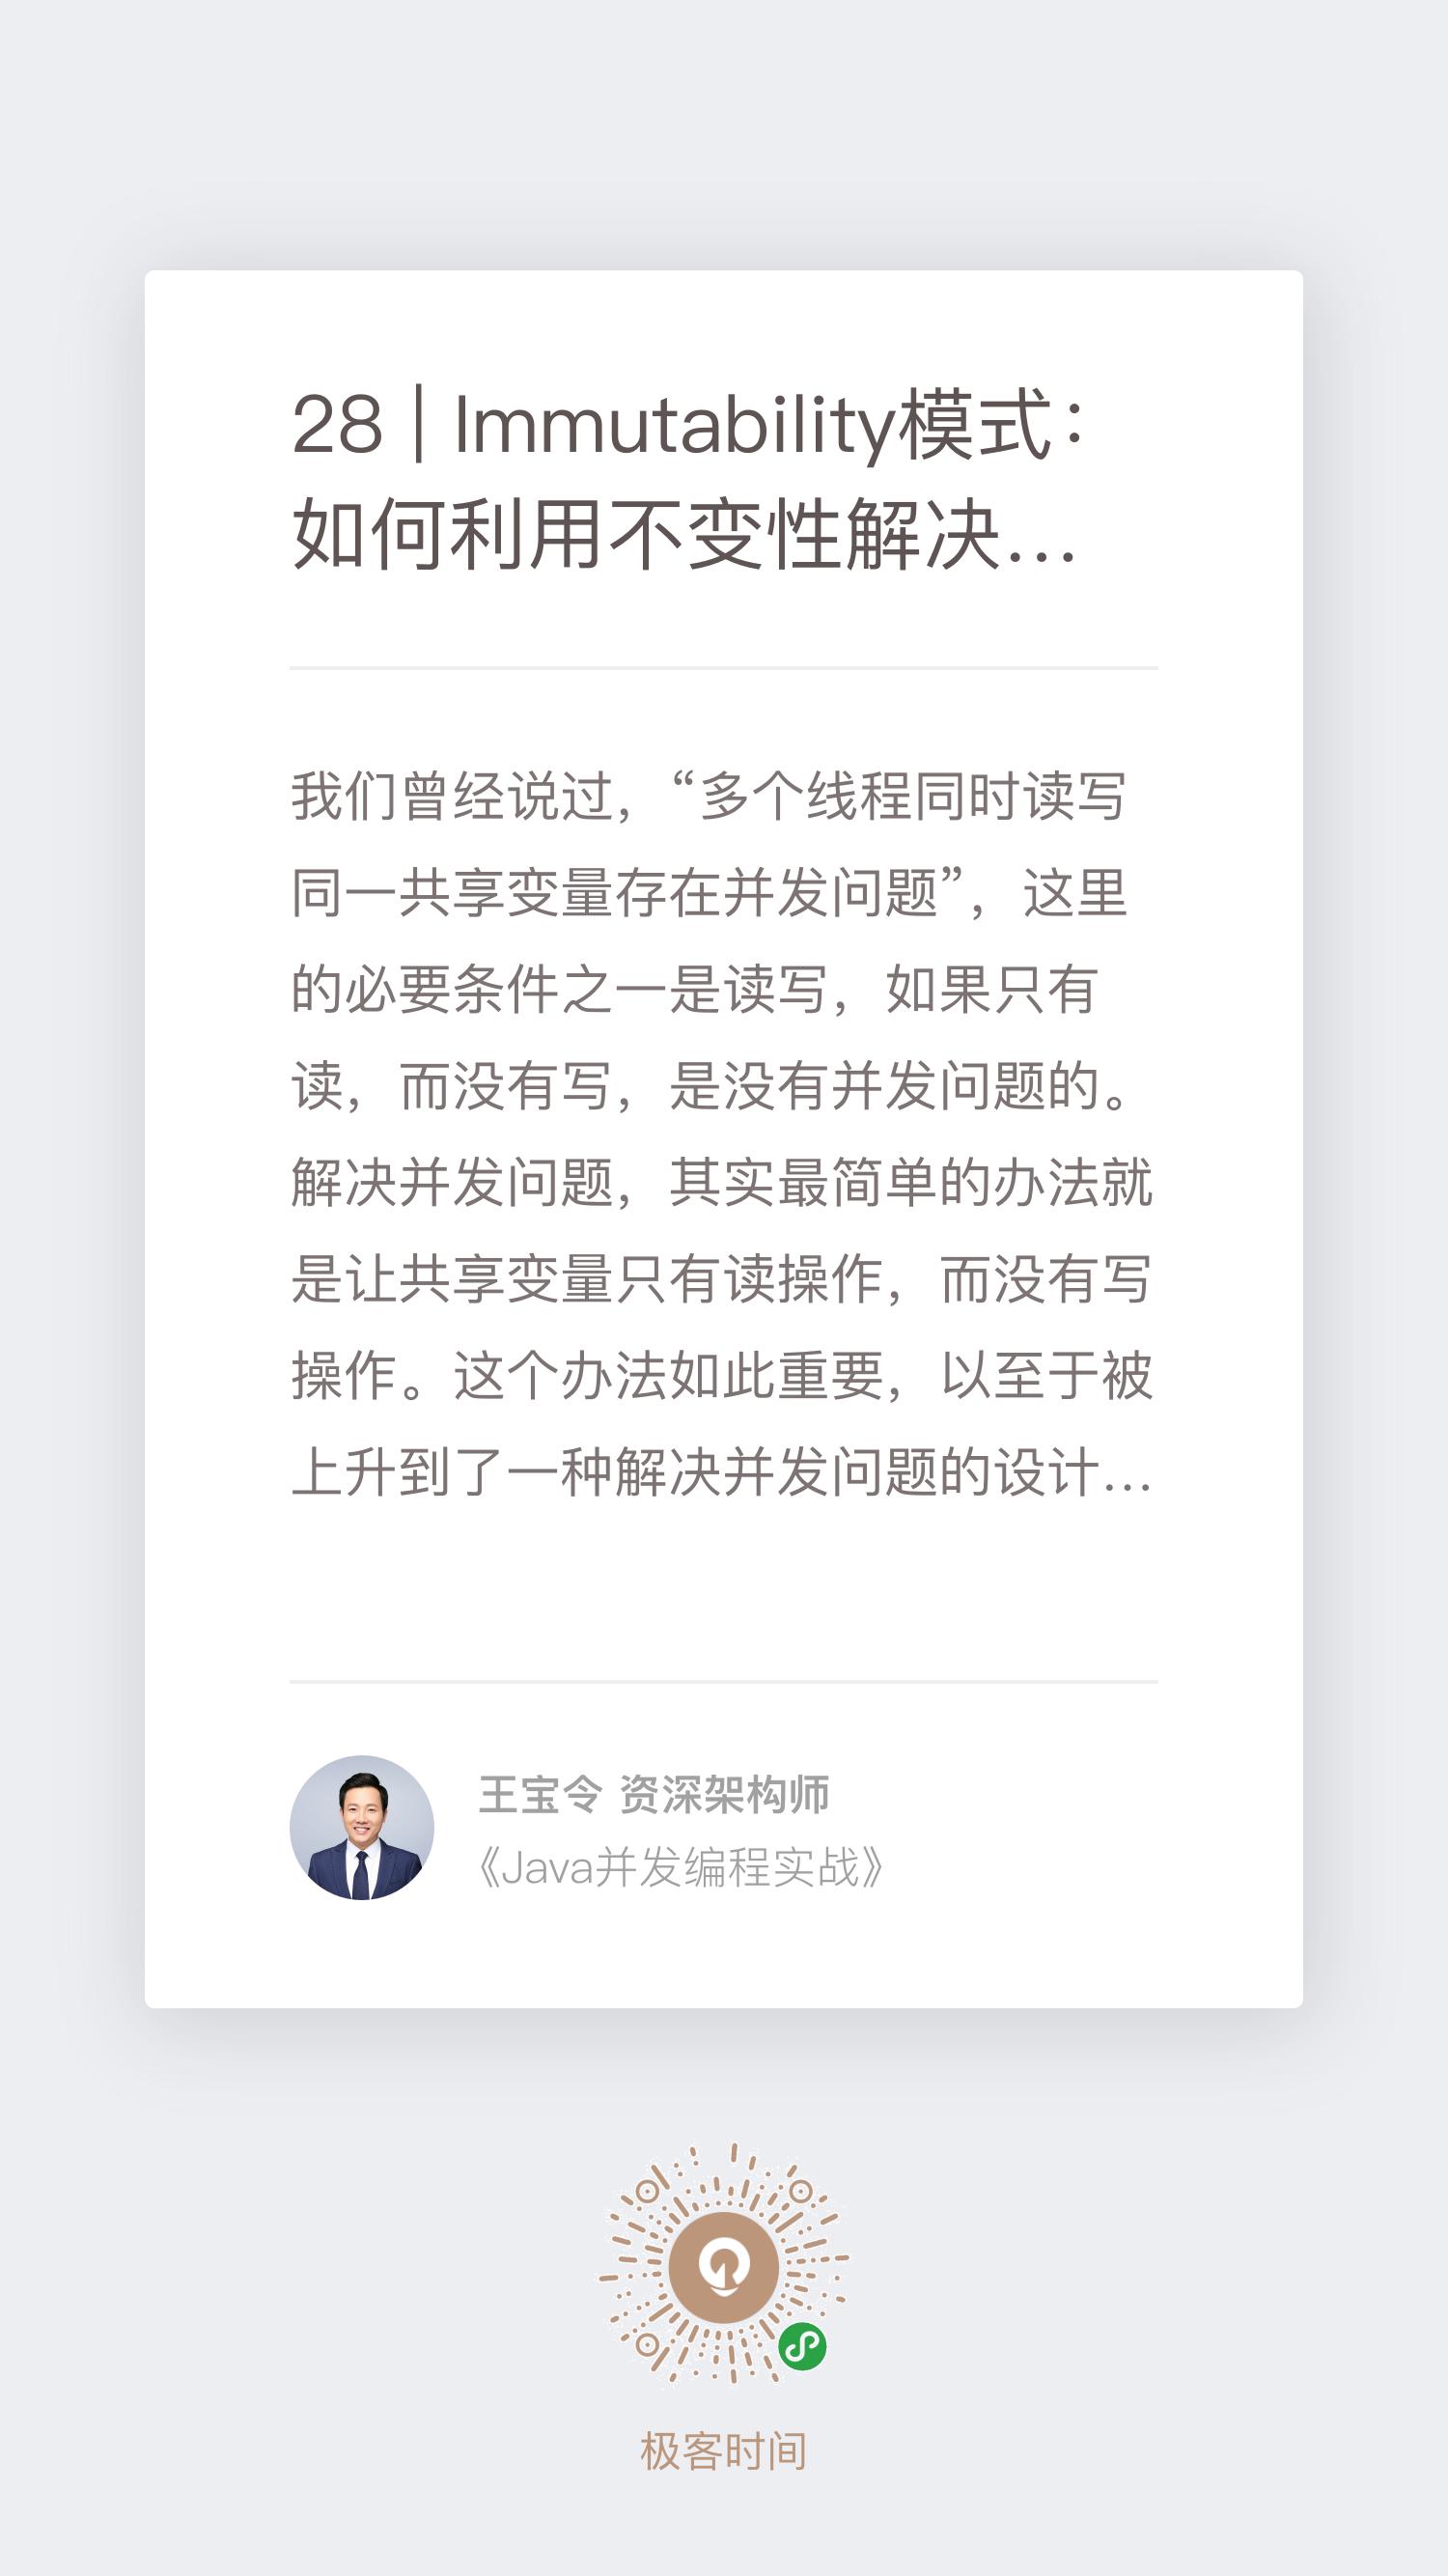 28 | Immutability模式：
如何利用不变性解决...
我们曾经说过，“多个线程同时读写
同一共享变量存在并发问题”，这里
的必要条件之一是读写，如果只有
读，而没有写，是没有并发问题的。
解决并发问题，其实最简单的办法就
是让共享变量只有读操作，而没有写
操作。这个办法如此重要，以至于被
上升到了一种解决并发问题的设计...
王宝令 资深架构师
《Java并发编程实战》
极客时间